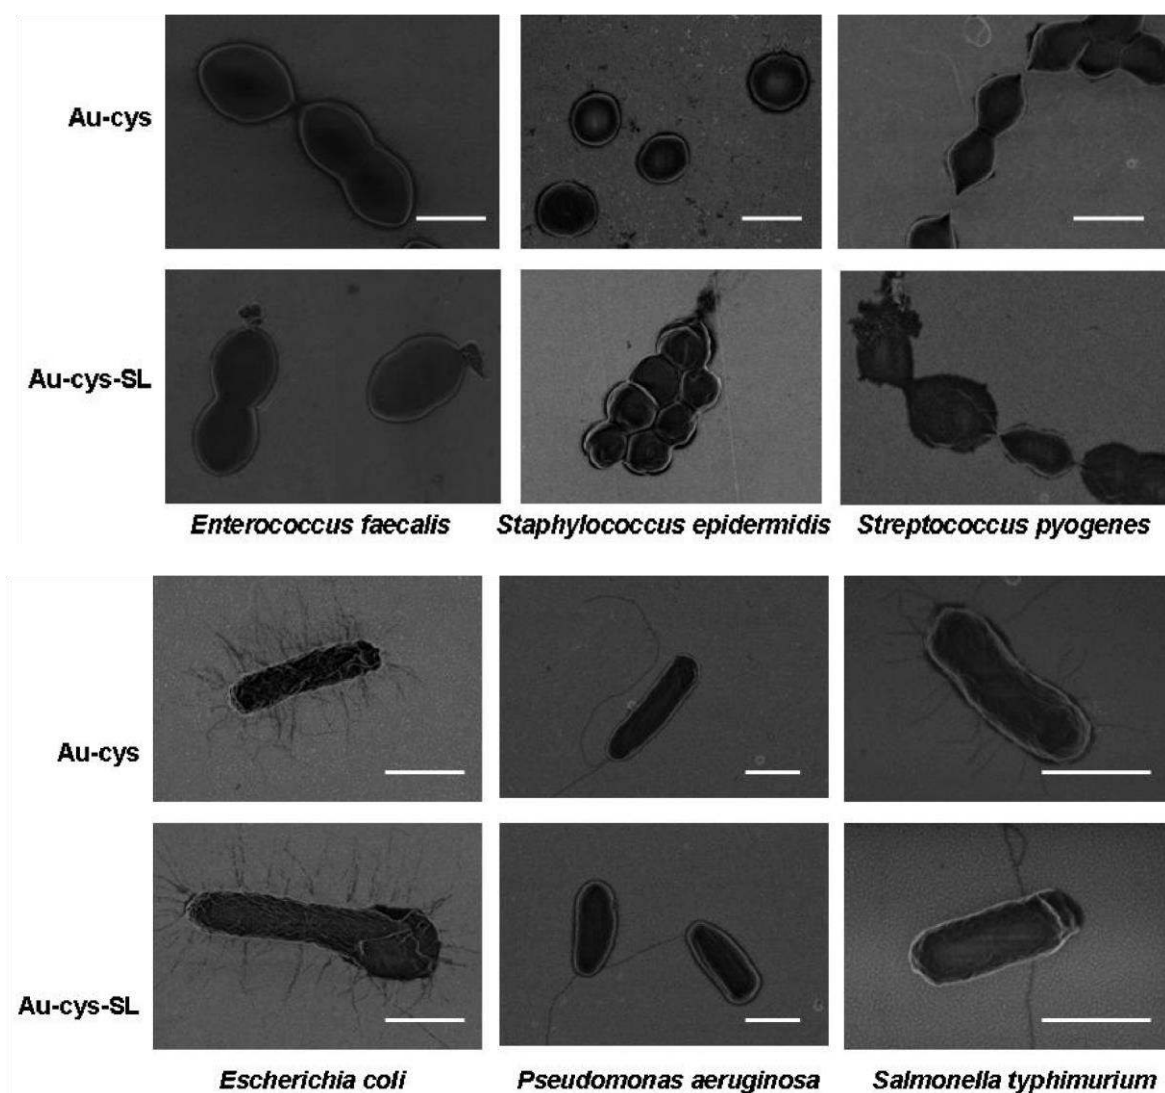 Au-cys
Au-cys-SL
Enterococcus faecalis Staphylococcus epidermidis Streptococcus pyogenes
Au-cys
Au-cys-SL
Escherichia coli Pseudomonas aeruginosa Salmonella typhimurium